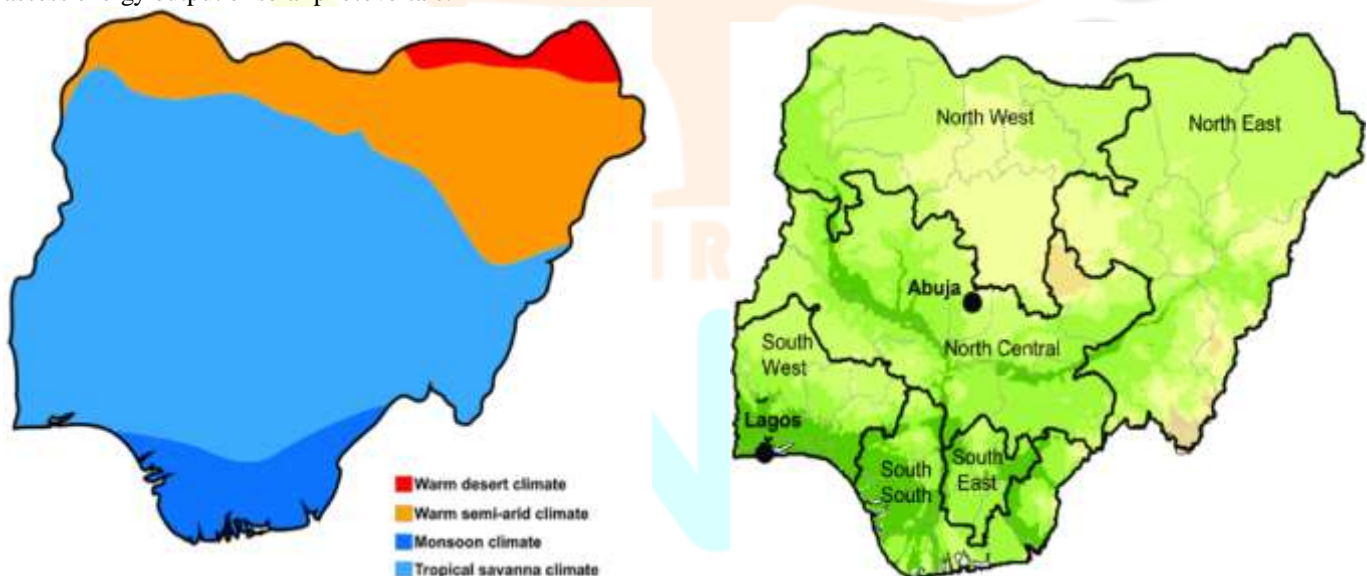 Warm desert climate
Warm semi-arid climate
Monsoon climate
Tropical savanna climate
North West
North East
Abuja
North Central
South
West
Lagos
South
South
South
East